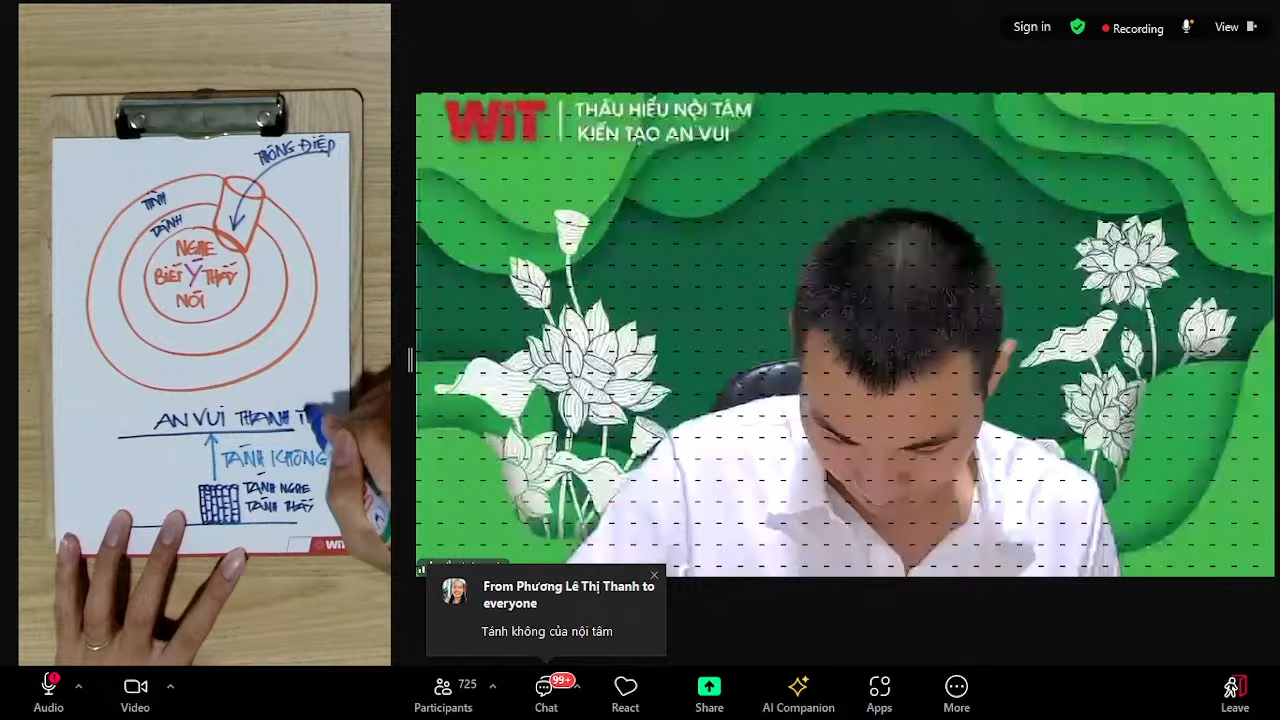 THÔNG ĐIỆP
TÌNH
TÁNH
NGHE
BIẾT Ý THẤY
NÓI
AN VUI THANH T
TÁNH KHÔNG
TÁNH NGHE
TÁNH THẤY
WiT
Sign in
Recording
View
WiT
THẤU HIỂU NỘI TÂM
KIẾN TẠO AN VUI
From Phương Lê Thị Thanh to
everyone
Tánh không của nội tâm
Audio
Video
725
Participants
99+
Chat
React
Share
AI Companion
Apps
More
Leave